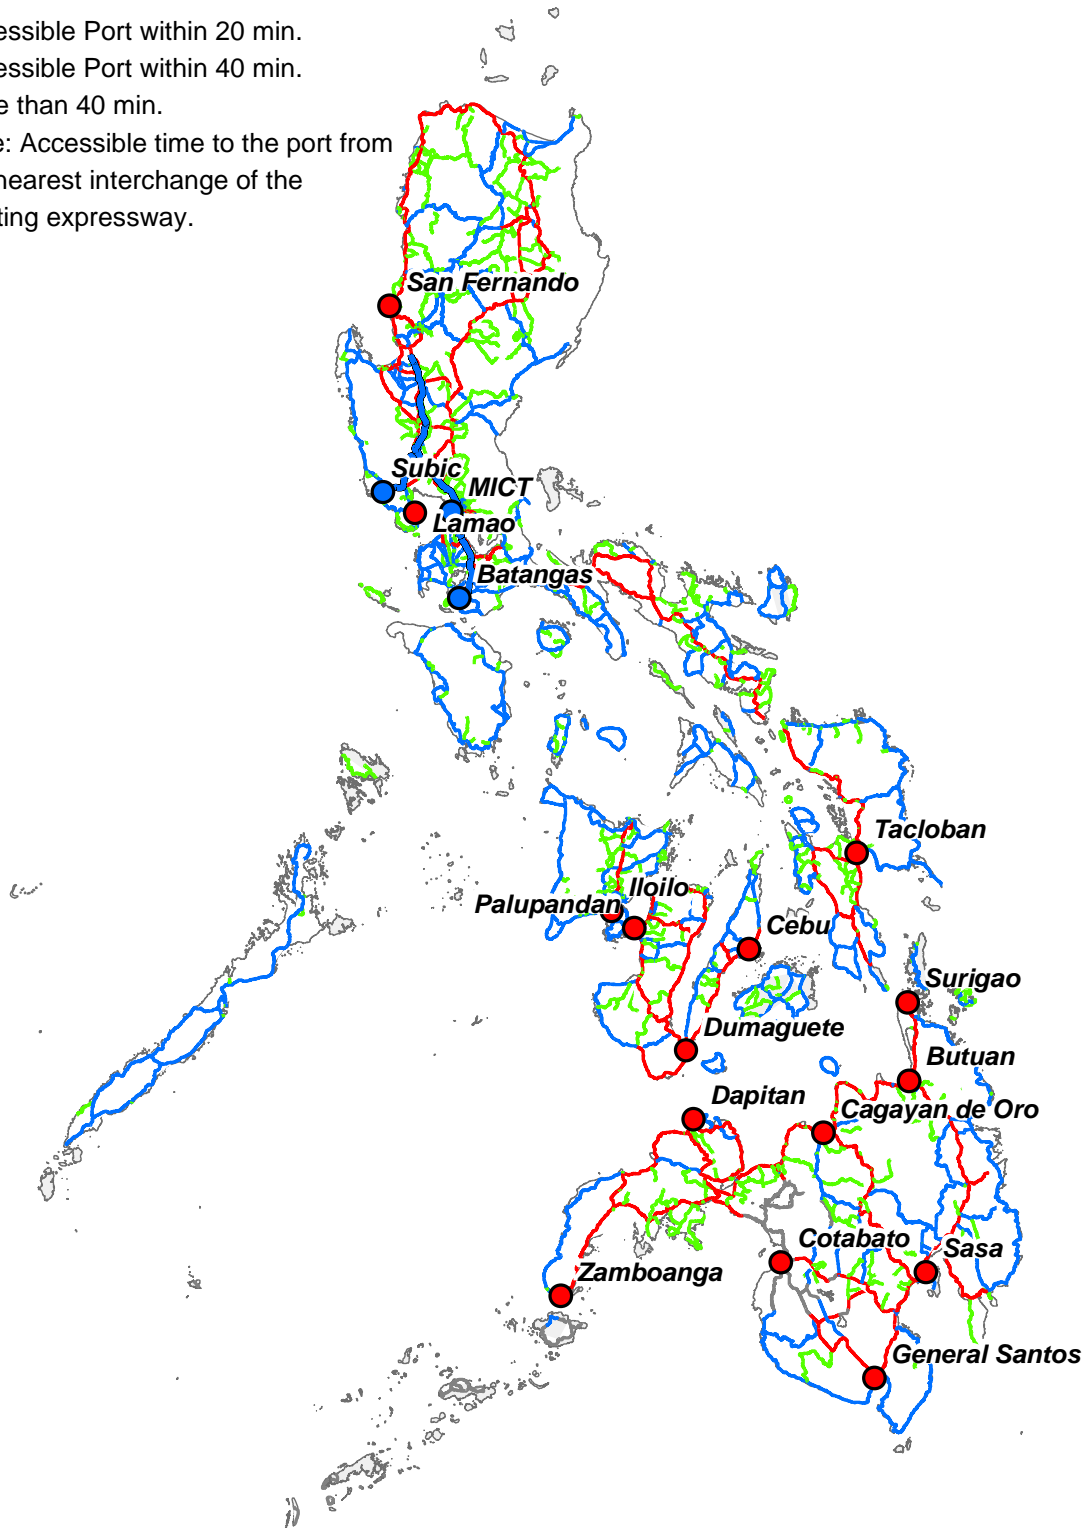 essible Port within 20 min.
essible Port within 40 min.
e than 40 min.
e: Accessible time to the port from
nearest interchange of the
ting expressway.
San Fernando
Subic
MICT
Lamao
Batangas
Tacloban
Iloilo
Palupandan
Cebu
Surigao
Dumaguete
Butuan
Dapitan
Cagayan de Oro
Cotabato
Sasa
Zamboanga
General Santos